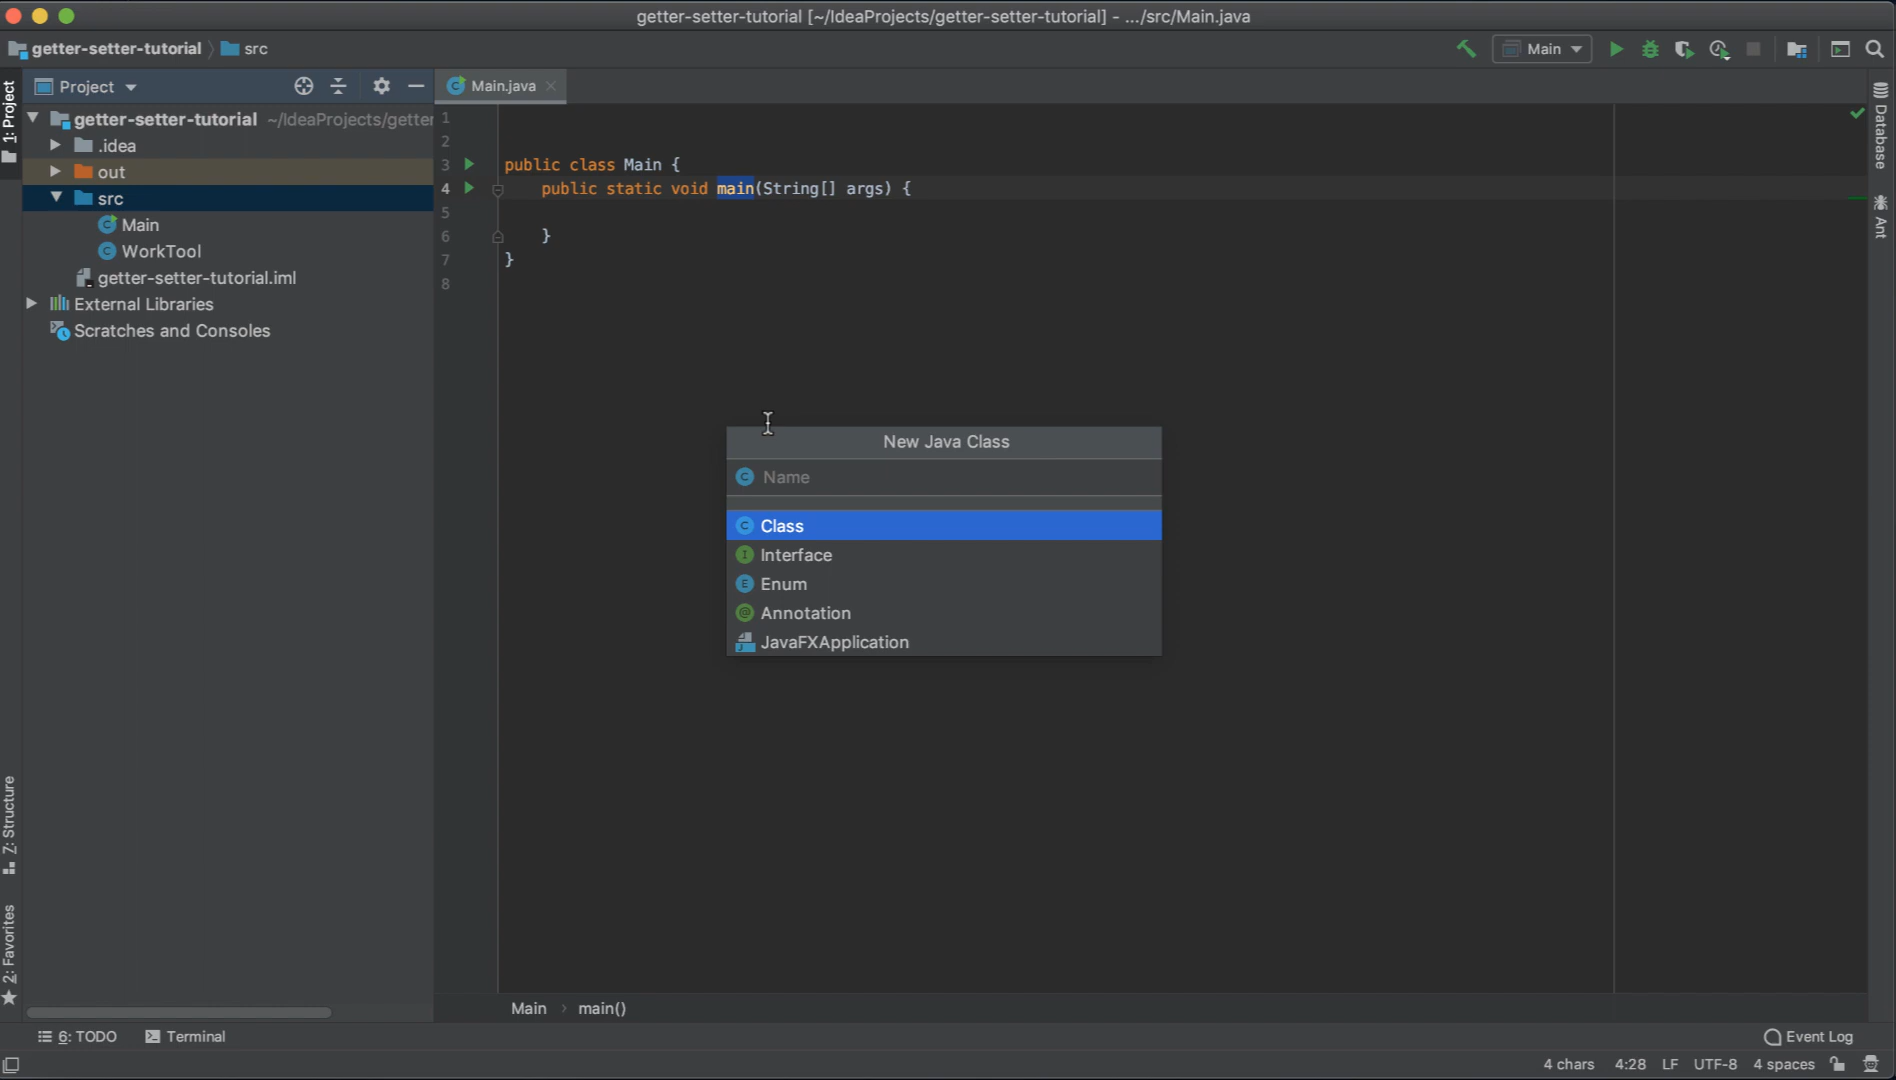 getter-setter-tutorial [~/IdeaProjects/getter-setter-tutorial] - .../src/Main.java
getter-setter-tutorial src
Main
Project
Main.java
1: Project
getter-setter-tutorial ~/IdeaProjects/getter
.idea
out
src
Main
WorkTool
getter-setter-tutorial.iml
External Libraries
Scratches and Consoles
1
2
3 public class Main {
4 public static void main(String[] args) {
5
6 }
7 }
8
New Java Class
Name
Class
Interface
Enum
Annotation
JavaFXApplication
Database
Ant
Z: Structure
2: Favorites
Main › main()
6: TODO Terminal
Event Log
4 chars 4:28 LF UTF-8 4 spaces